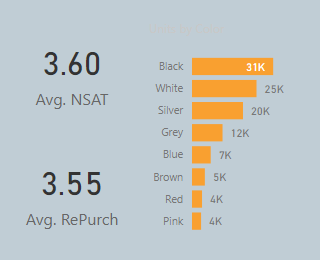 3.60
Avg. NSAT
3.55
Avg. RePurch
Black 31K
White 25K
Silver 20K
Grey 12K
Blue 7K
Brown 5K
Red 4K
Pink 4K